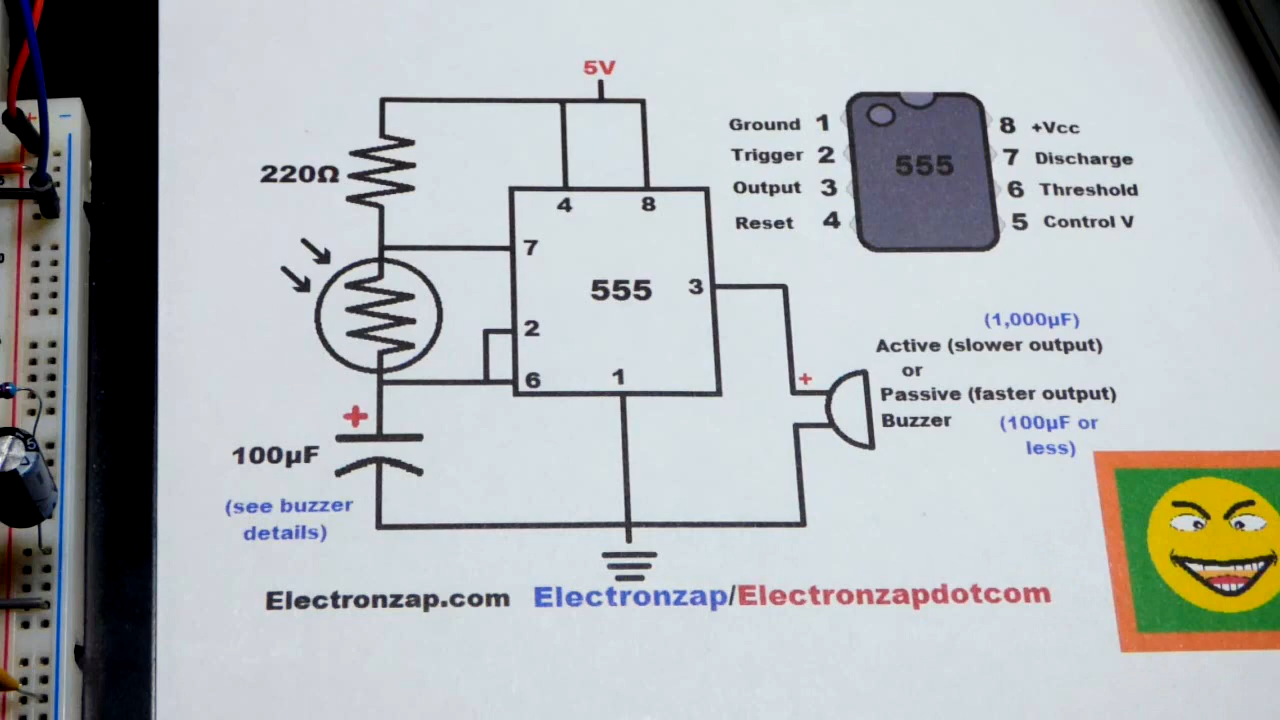 5V
220Ω
4 8
7
555
3
2
6
1
+
100µF
(see buzzer
details)
Ground 1
Trigger 2
Output 3
Reset 4
555
8 +Vcc
7 Discharge
6 Threshold
5 Control V
(1,000µF)
Active (slower output)
or
+
Passive (faster output)
Buzzer
(100µF or
less)
Electronzap.com Electronzap/Electronzapdotcom